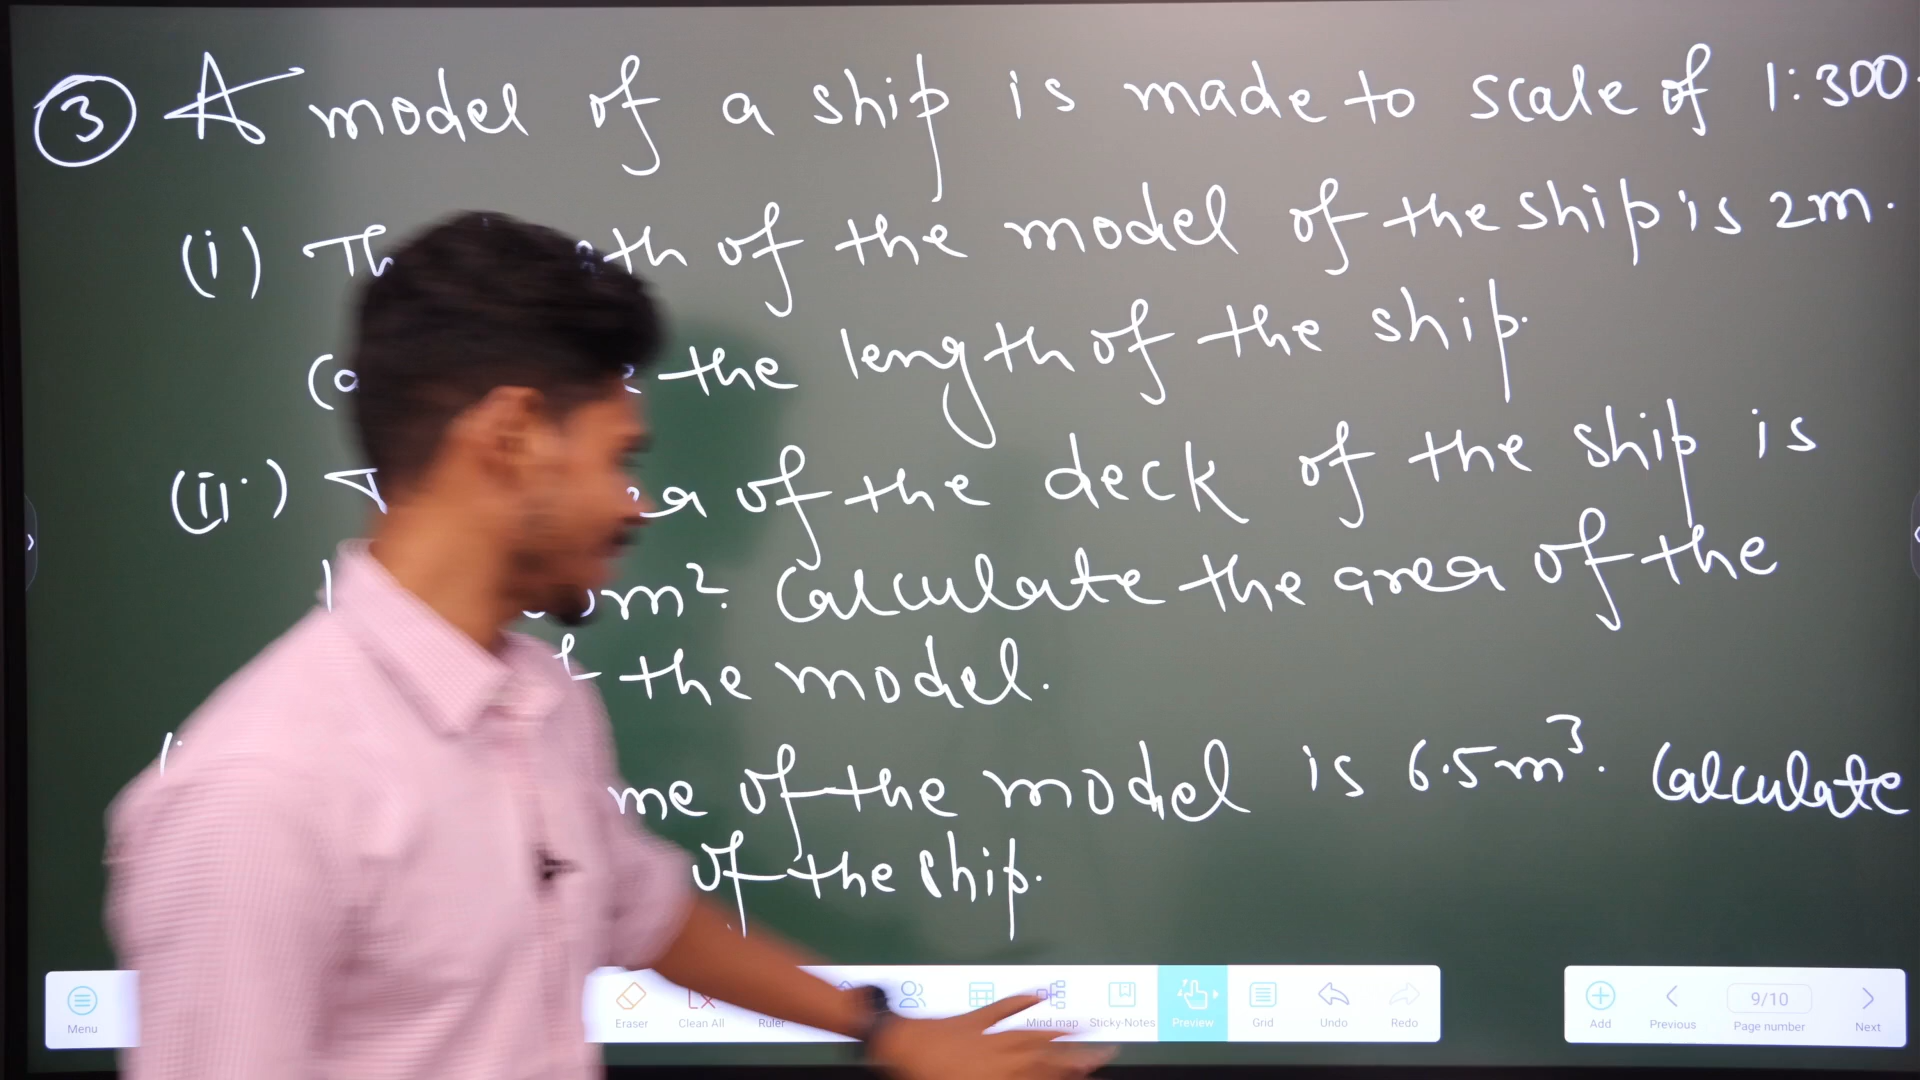 3 A model of a ship is made to scale of 1:300.
(i) of the model of the ship is 2m.
the length of the ship.
(ii) of the deck of the ship is
m². Calculate the area of the
the model.
of the model is 6.5m³. Calculate
of the ship.
Menu Eraser Clean All Ruler Mind map Sticky-Notes Preview Grid Undo Redo Add Previous 9/10 Page number Next